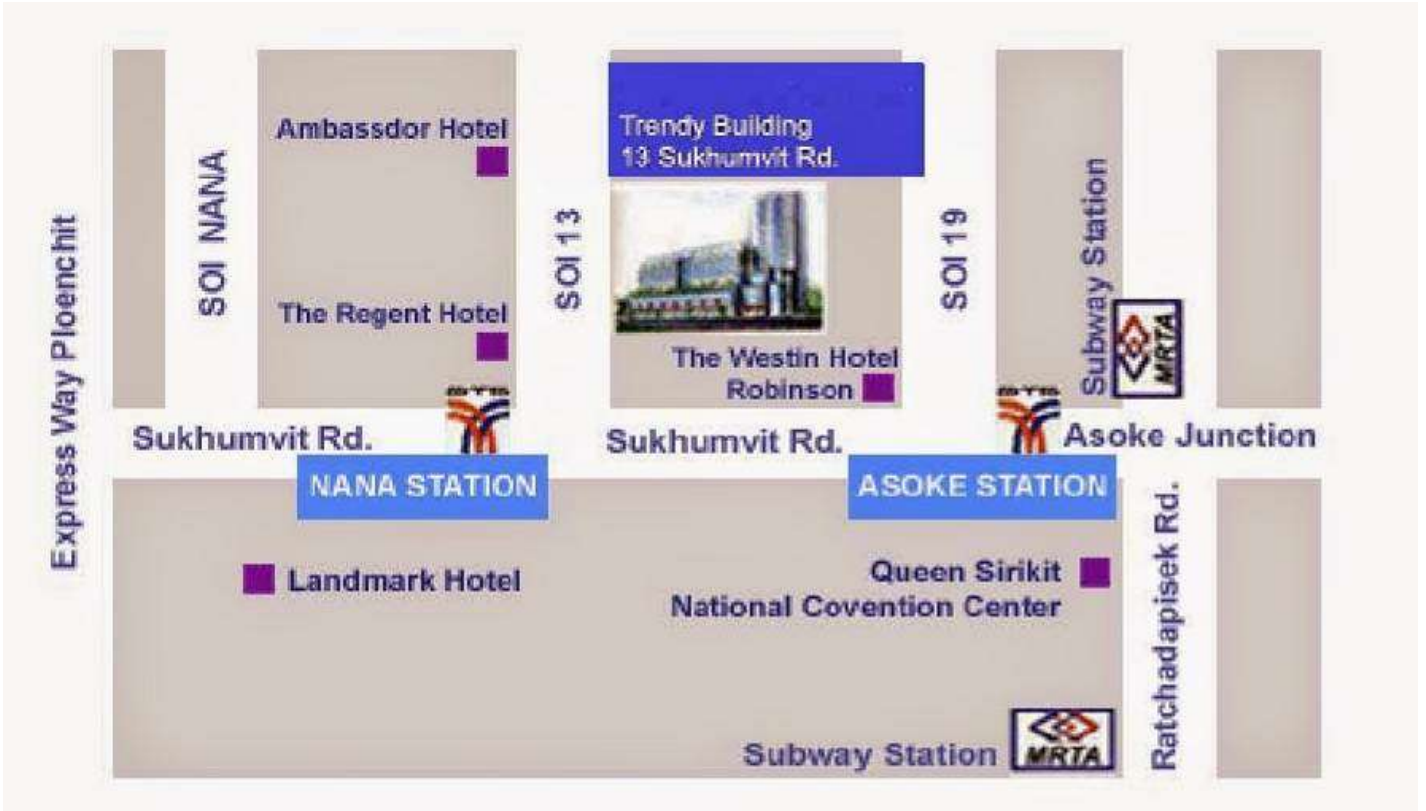 Ambassdor Hotel
Trendy Building
13 Sukhumvit Rd.
SOI NANA
SOI 13
SOI 19
Subway Station
MRTA
Express Way Ploenchit
The Regent Hotel
The Westin Hotel
Robinson
Sukhumvit Rd.
Sukhumvit Rd.
Asoke Junction
NANA STATION
ASOKE STATION
Landmark Hotel
Queen Sirikit
National Covention Center
Ratchadapisek Rd.
Subway Station
MRTA